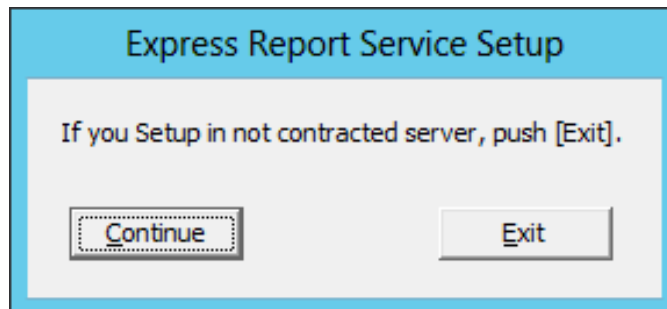 Express Report Service Setup
If you Setup in not contracted server, push [Exit].
Continue Exit